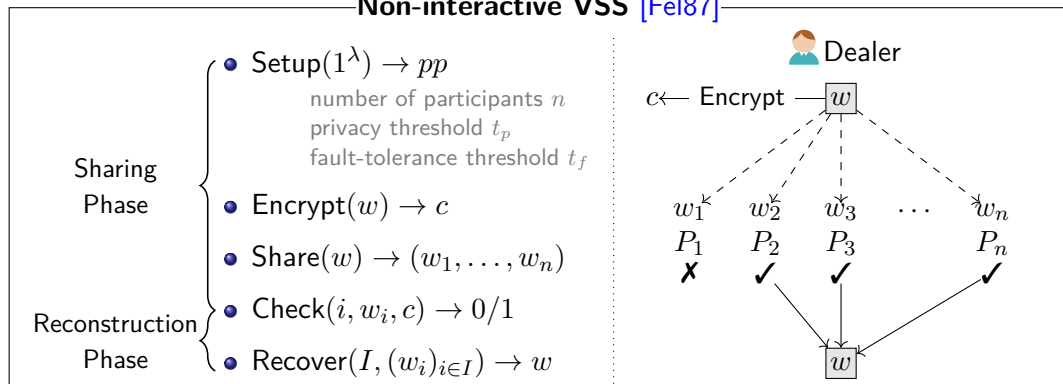 Non-interactive VSS [Fel87]
Sharing
Phase
Reconstruction
Phase
Setup(1^λ) → pp
number of participants n
privacy threshold t_p
fault-tolerance threshold t_f
Encrypt(w) → c
Share(w) → (w_1, . . . , w_n)
Check(i, w_i, c) → 0/1
Recover(I, (w_i)_{i∈I}) → w
Dealer
c ← Encrypt — w
w_1 w_2 w_3 · · · w_n
P_1 P_2 P_3 P_n
✗ ✓ ✓ ✓
w